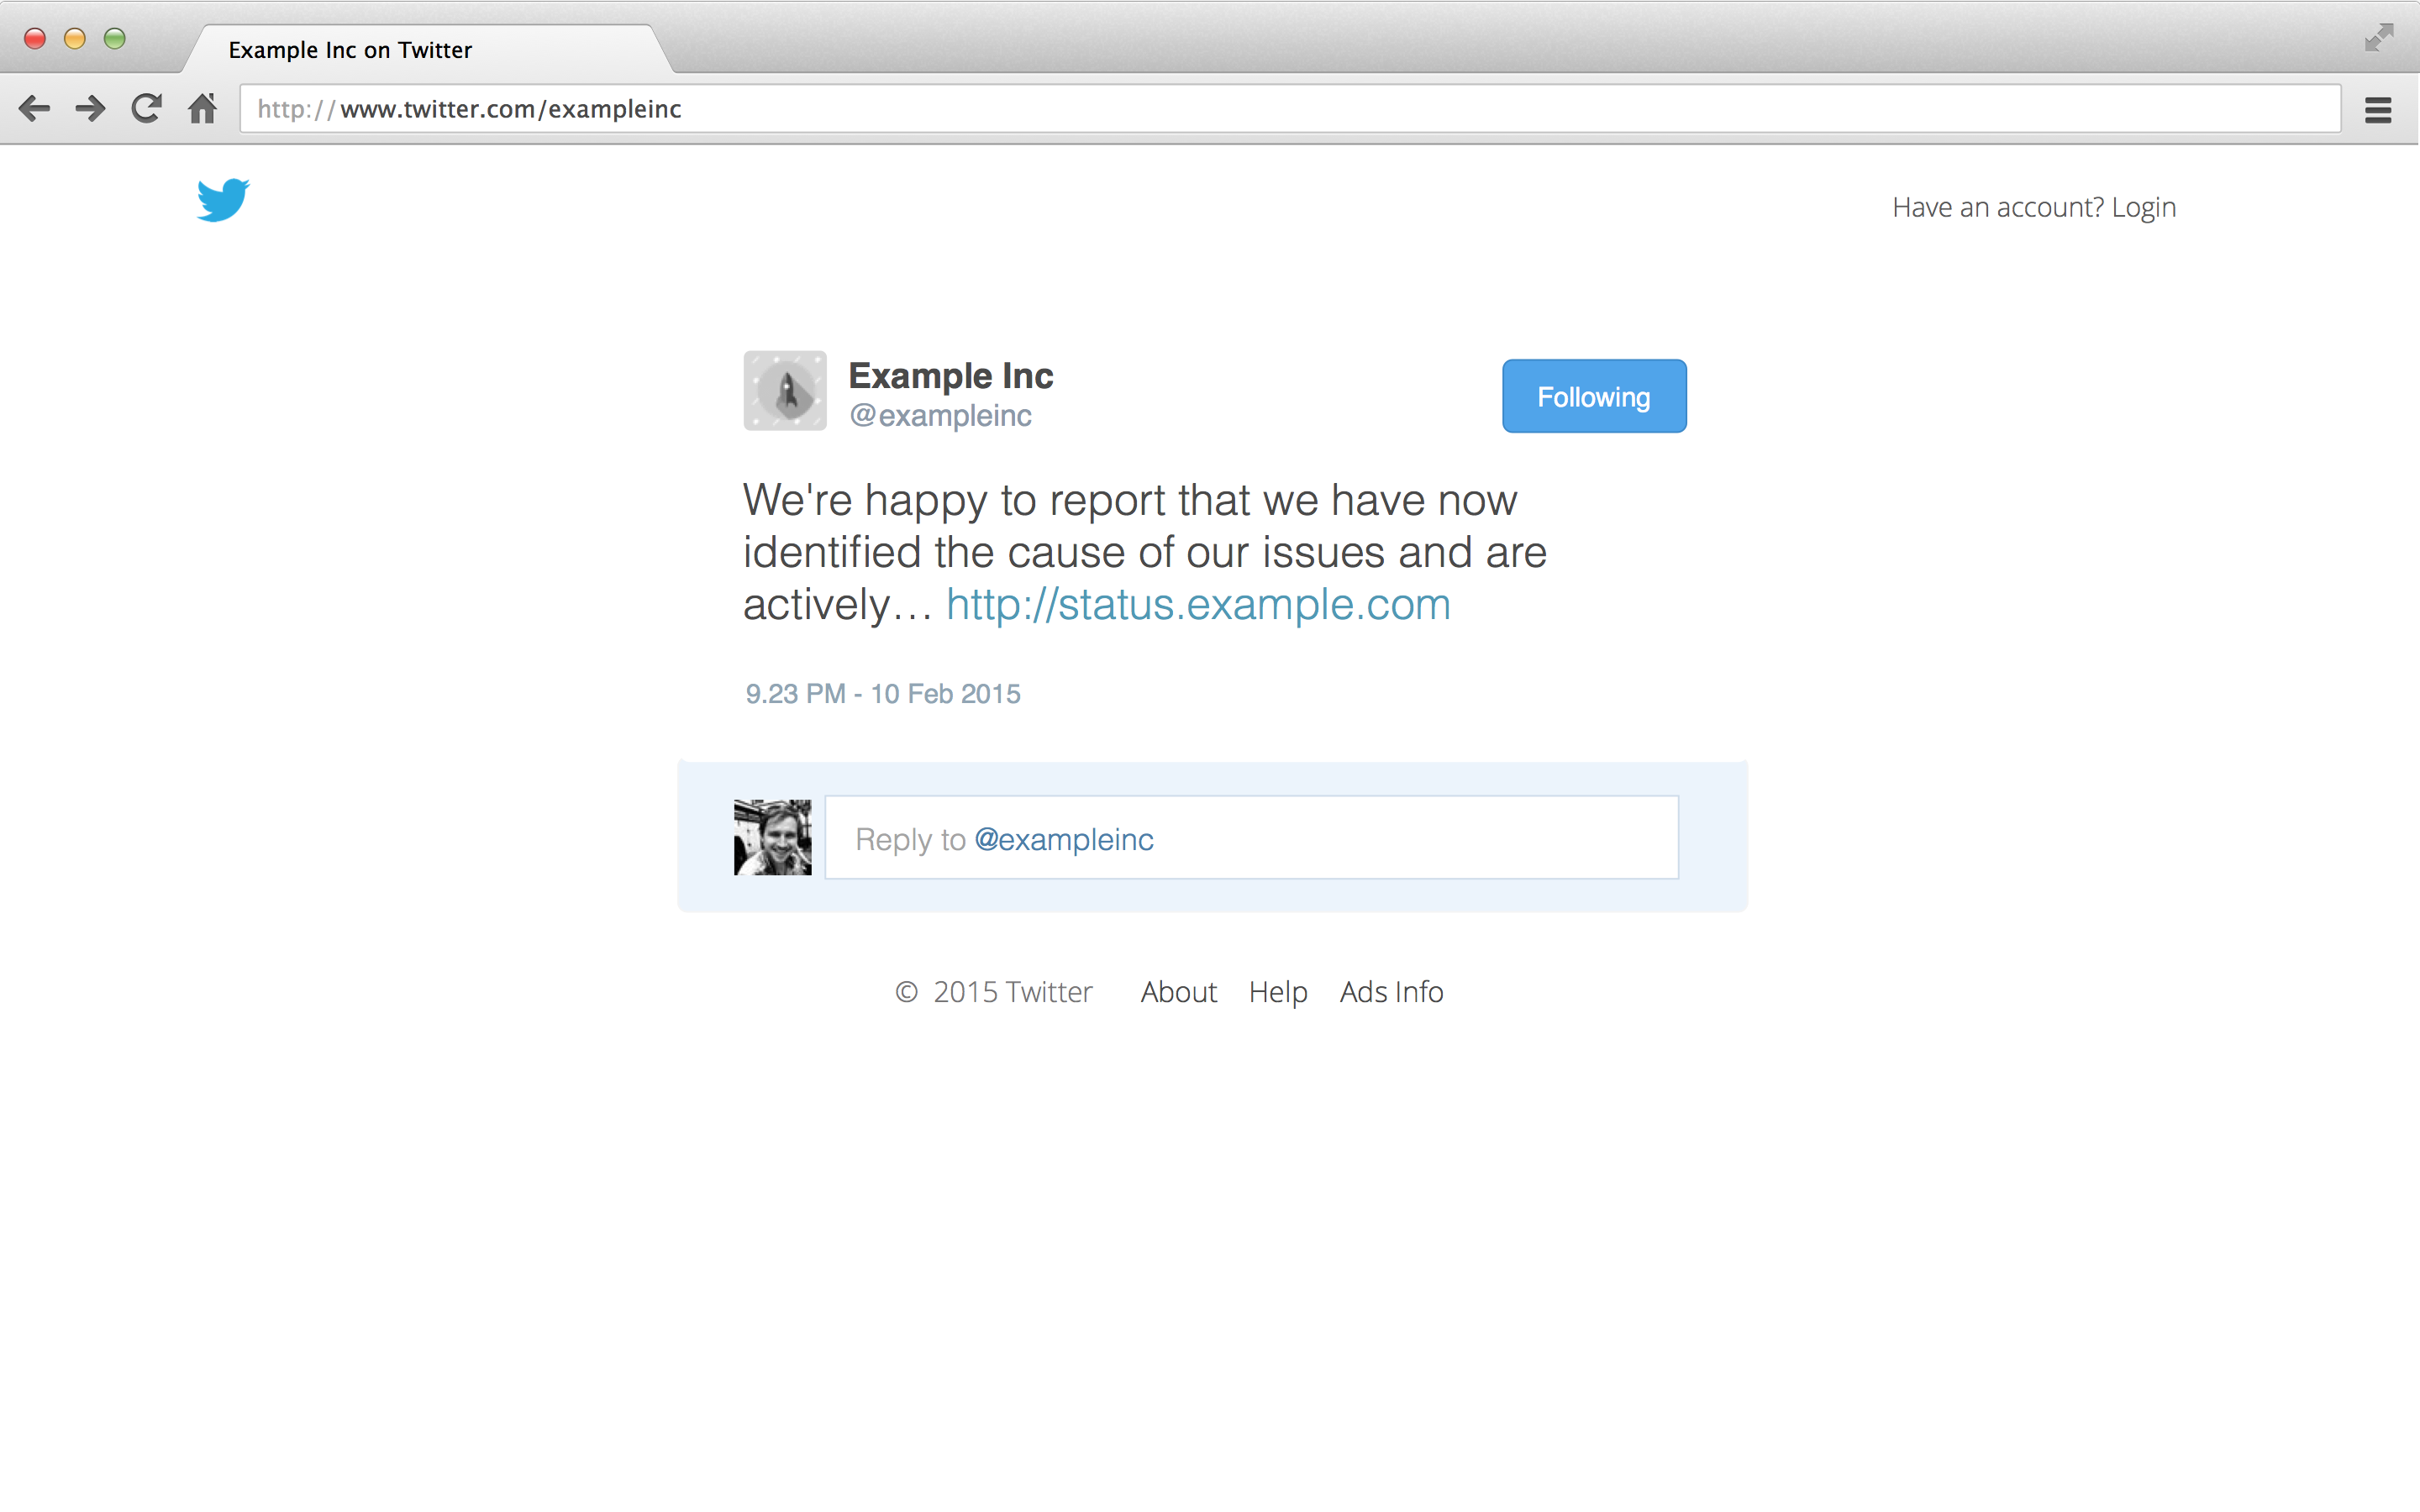 Example Inc on Twitter
http://www.twitter.com/exampleinc
Have an account? Login
Example Inc
@exampleinc
Following
We're happy to report that we have now
identified the cause of our issues and are
actively… http://status.example.com
9.23 PM - 10 Feb 2015
Reply to @exampleinc
© 2015 Twitter About Help Ads Info